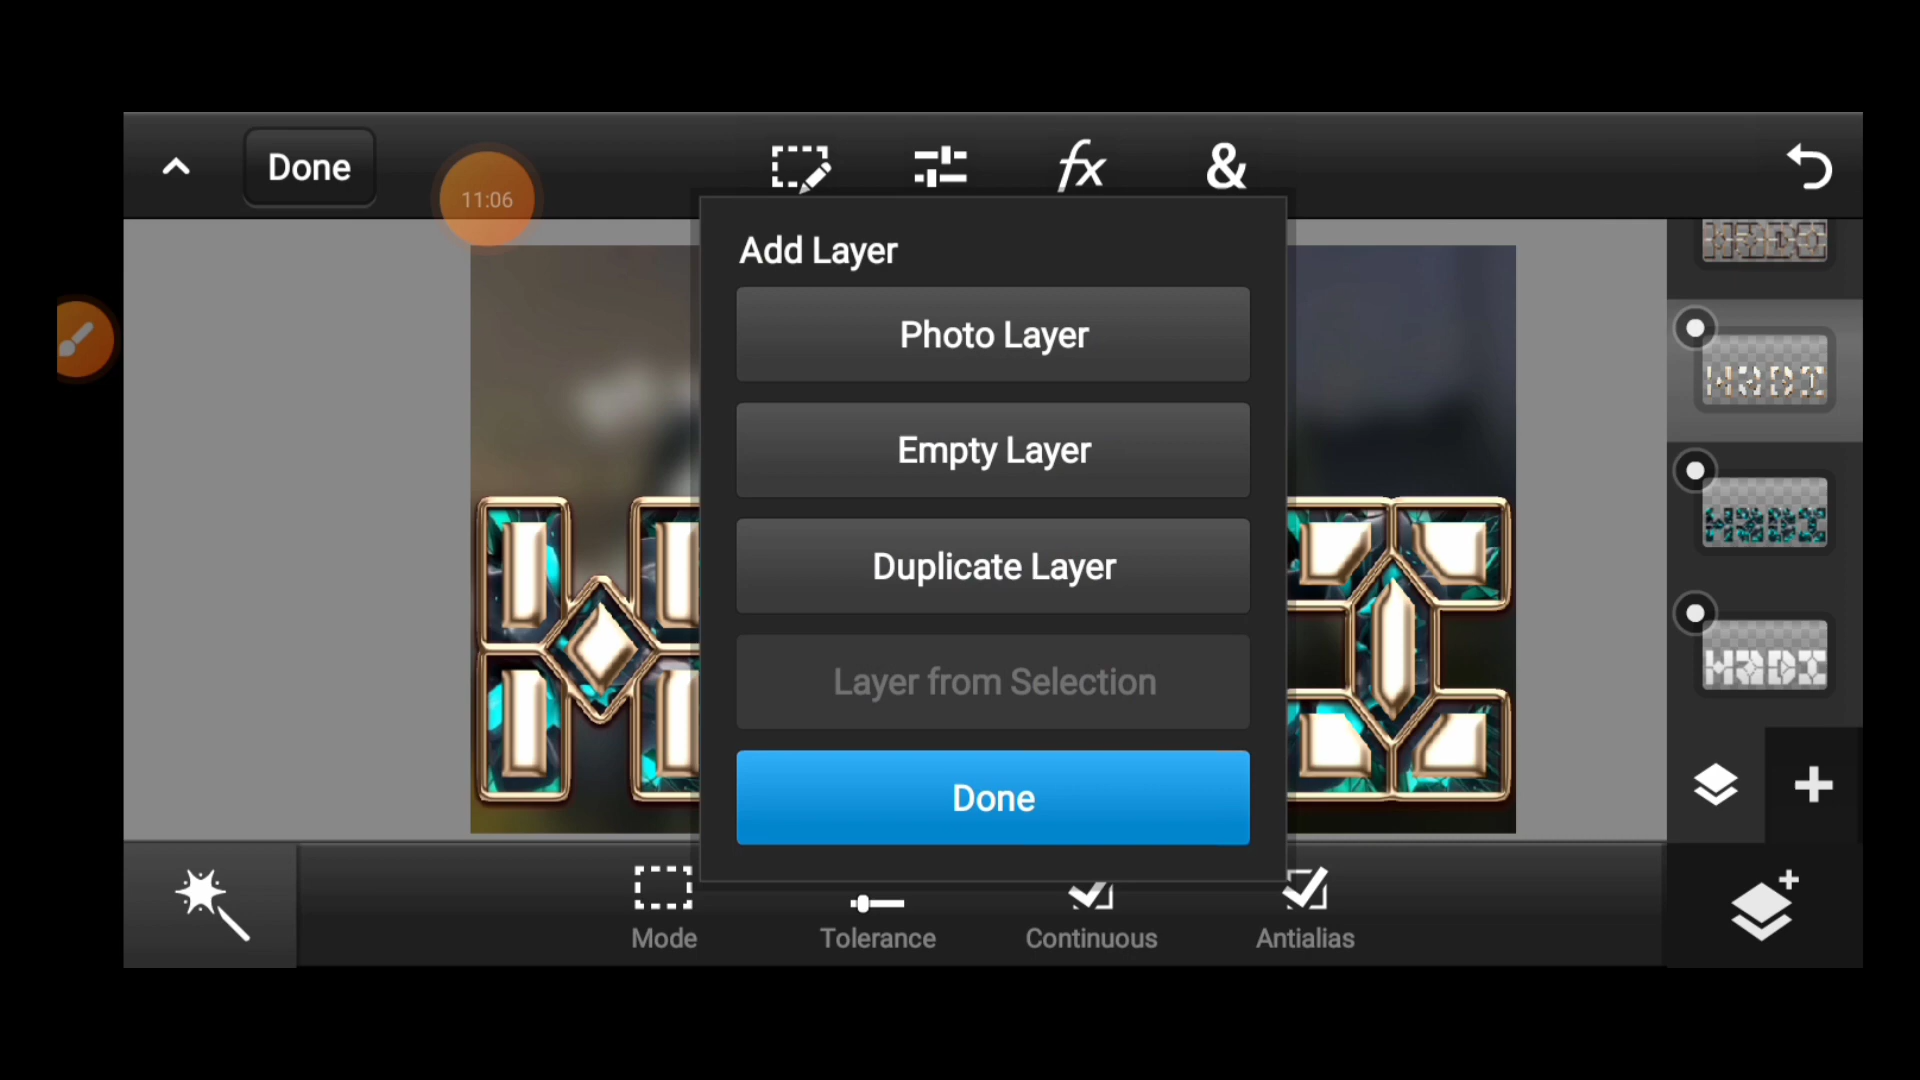 Done
11:06
fx
&
Add Layer
Photo Layer
Empty Layer
Duplicate Layer
Layer from Selection
Done
Mode
Tolerance
Continuous
Antialias